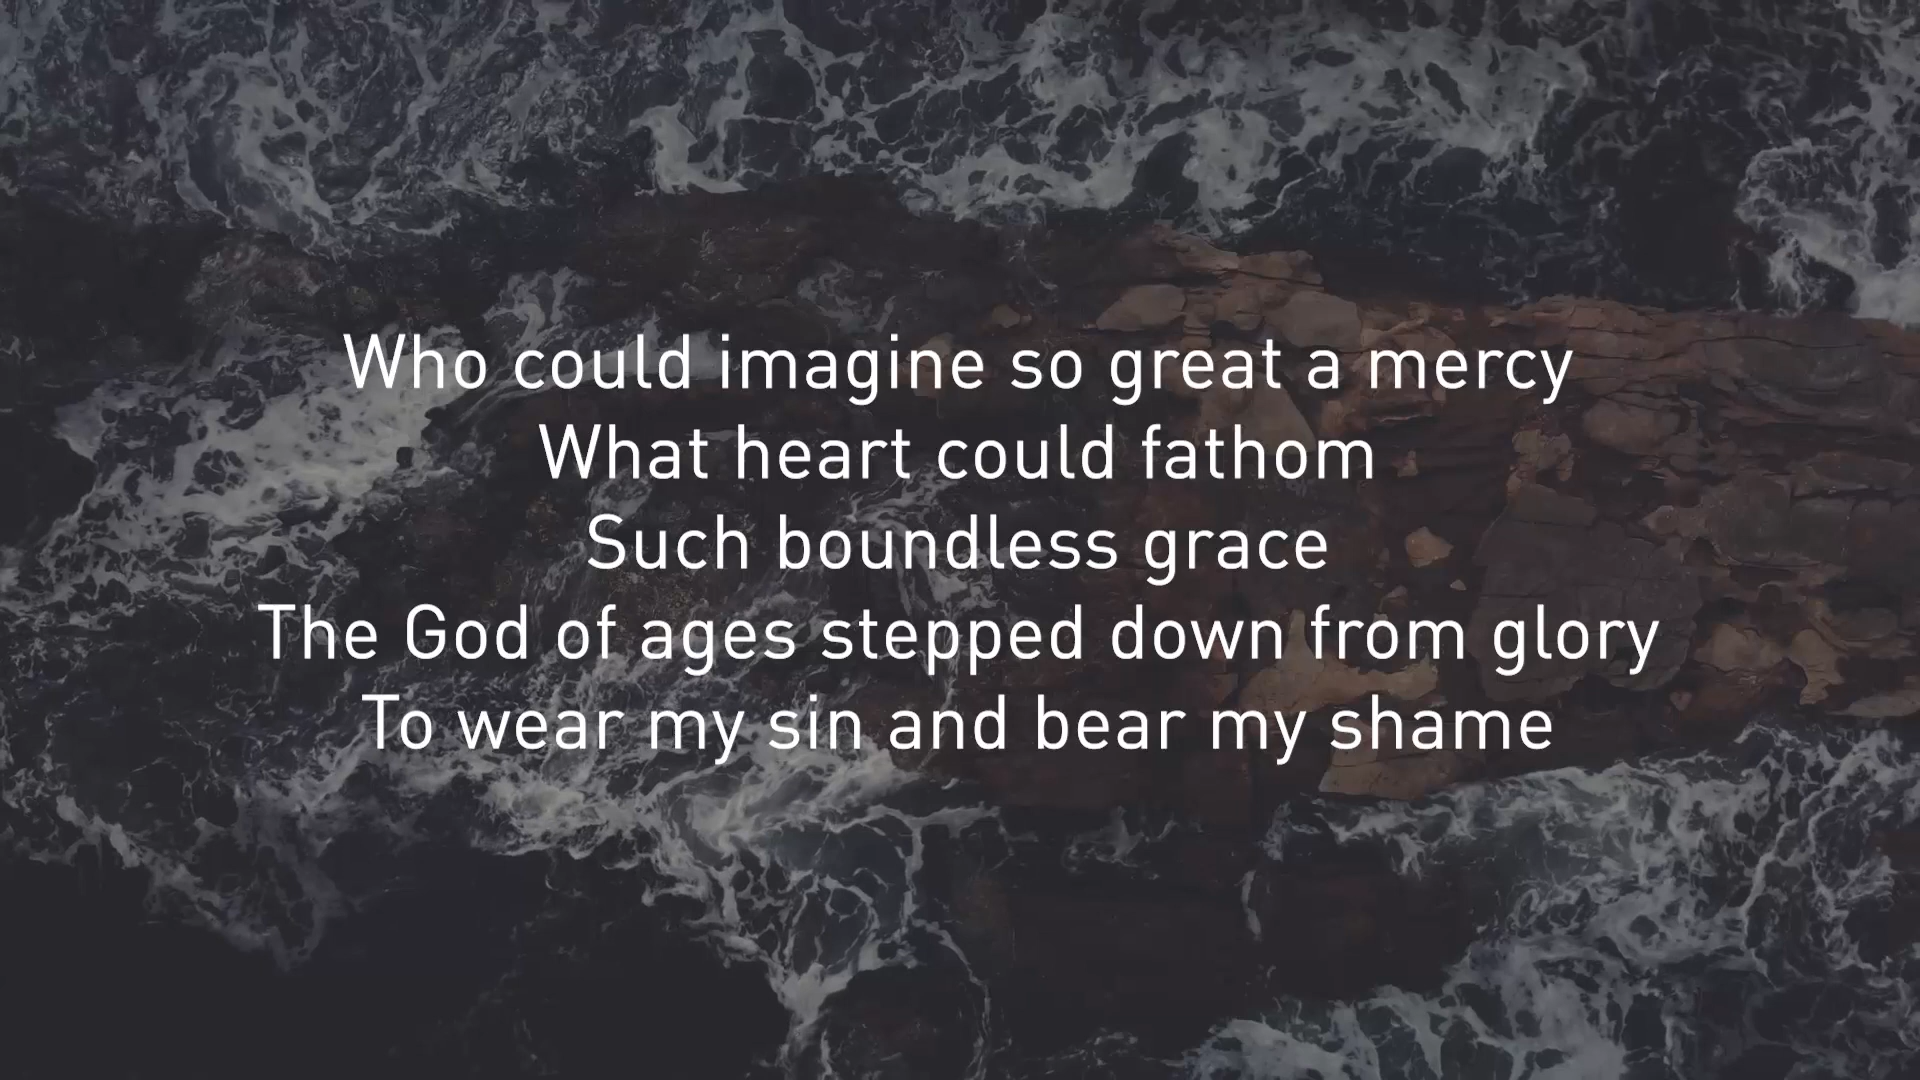 Who could imagine so great a mercy
What heart could fathom
Such boundless grace
The God of ages stepped down from glory
To wear my sin and bear my shame